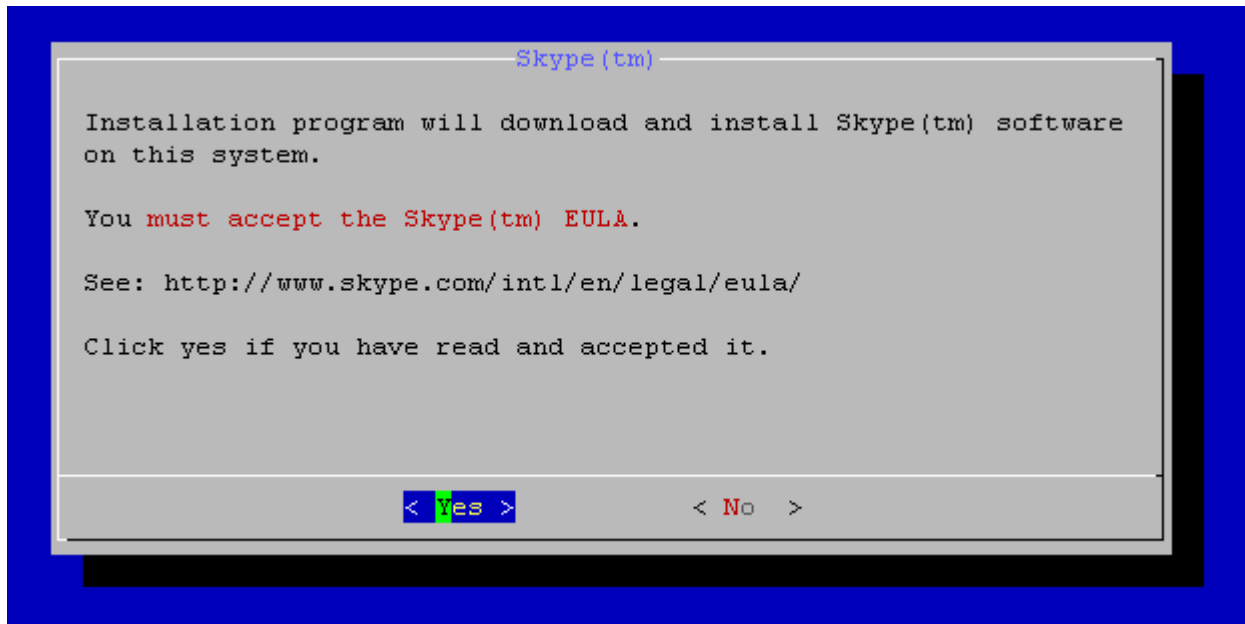 Skype(tm)
Installation program will download and install Skype(tm) software
on this system.
You must accept the Skype(tm) EULA.
See: http://www.skype.com/intl/en/legal/eula/
Click yes if you have read and accepted it.
< Yes > < No >